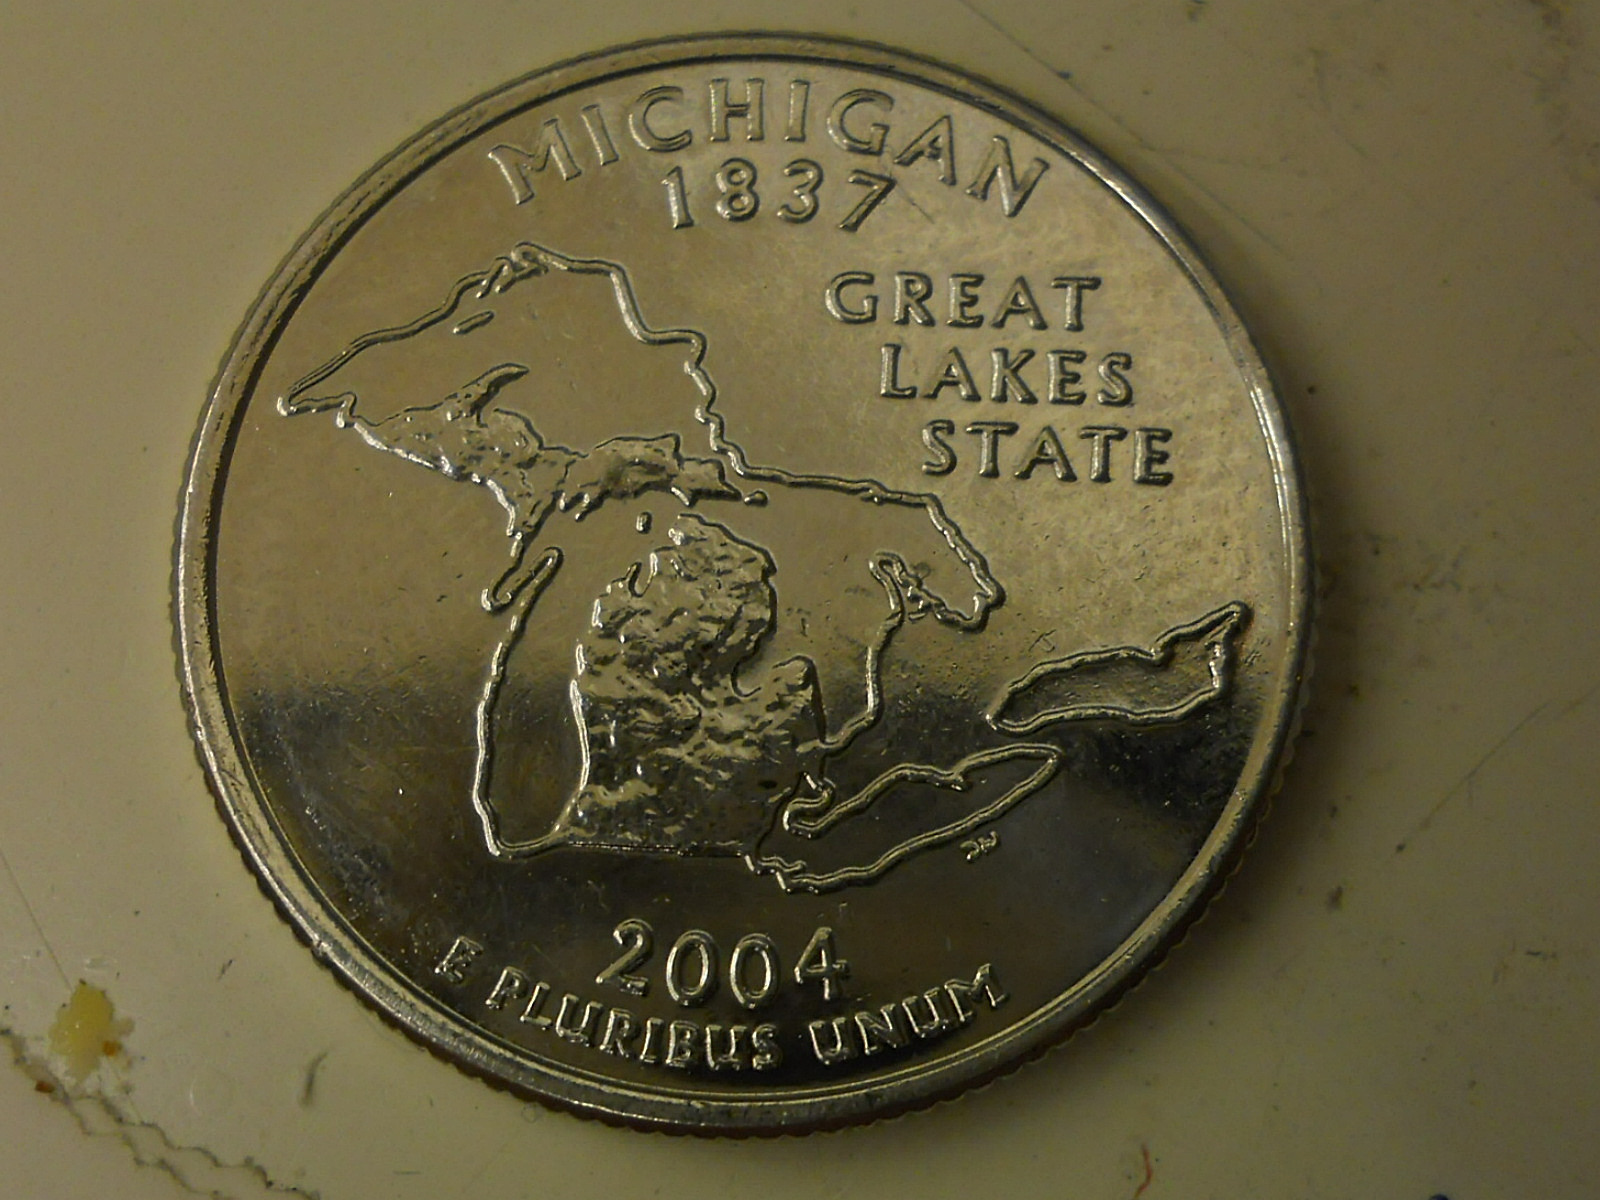 MICHIGAN
1837
GREAT
LAKES
STATE
2004
E PLURIBUS UNUM